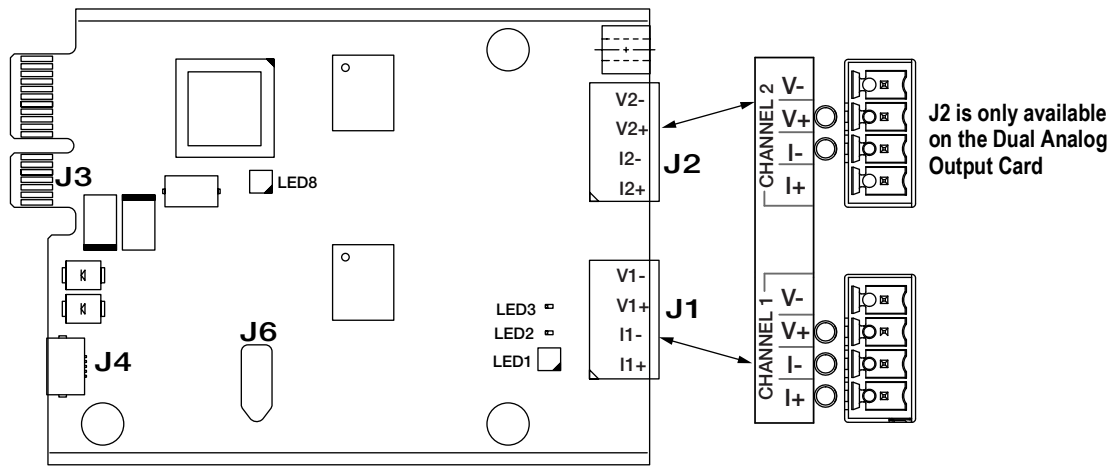 J3
LED8
J4
J6
LED3
LED2
LED1
V2-
V2+
I2-
I2+
J2
V1-
V1+
I1-
I1+
J1
CHANNEL 2
V-
V+
I-
I+
CHANNEL 1
V-
V+
I-
I+
J2 is only available
on the Dual Analog
Output Card